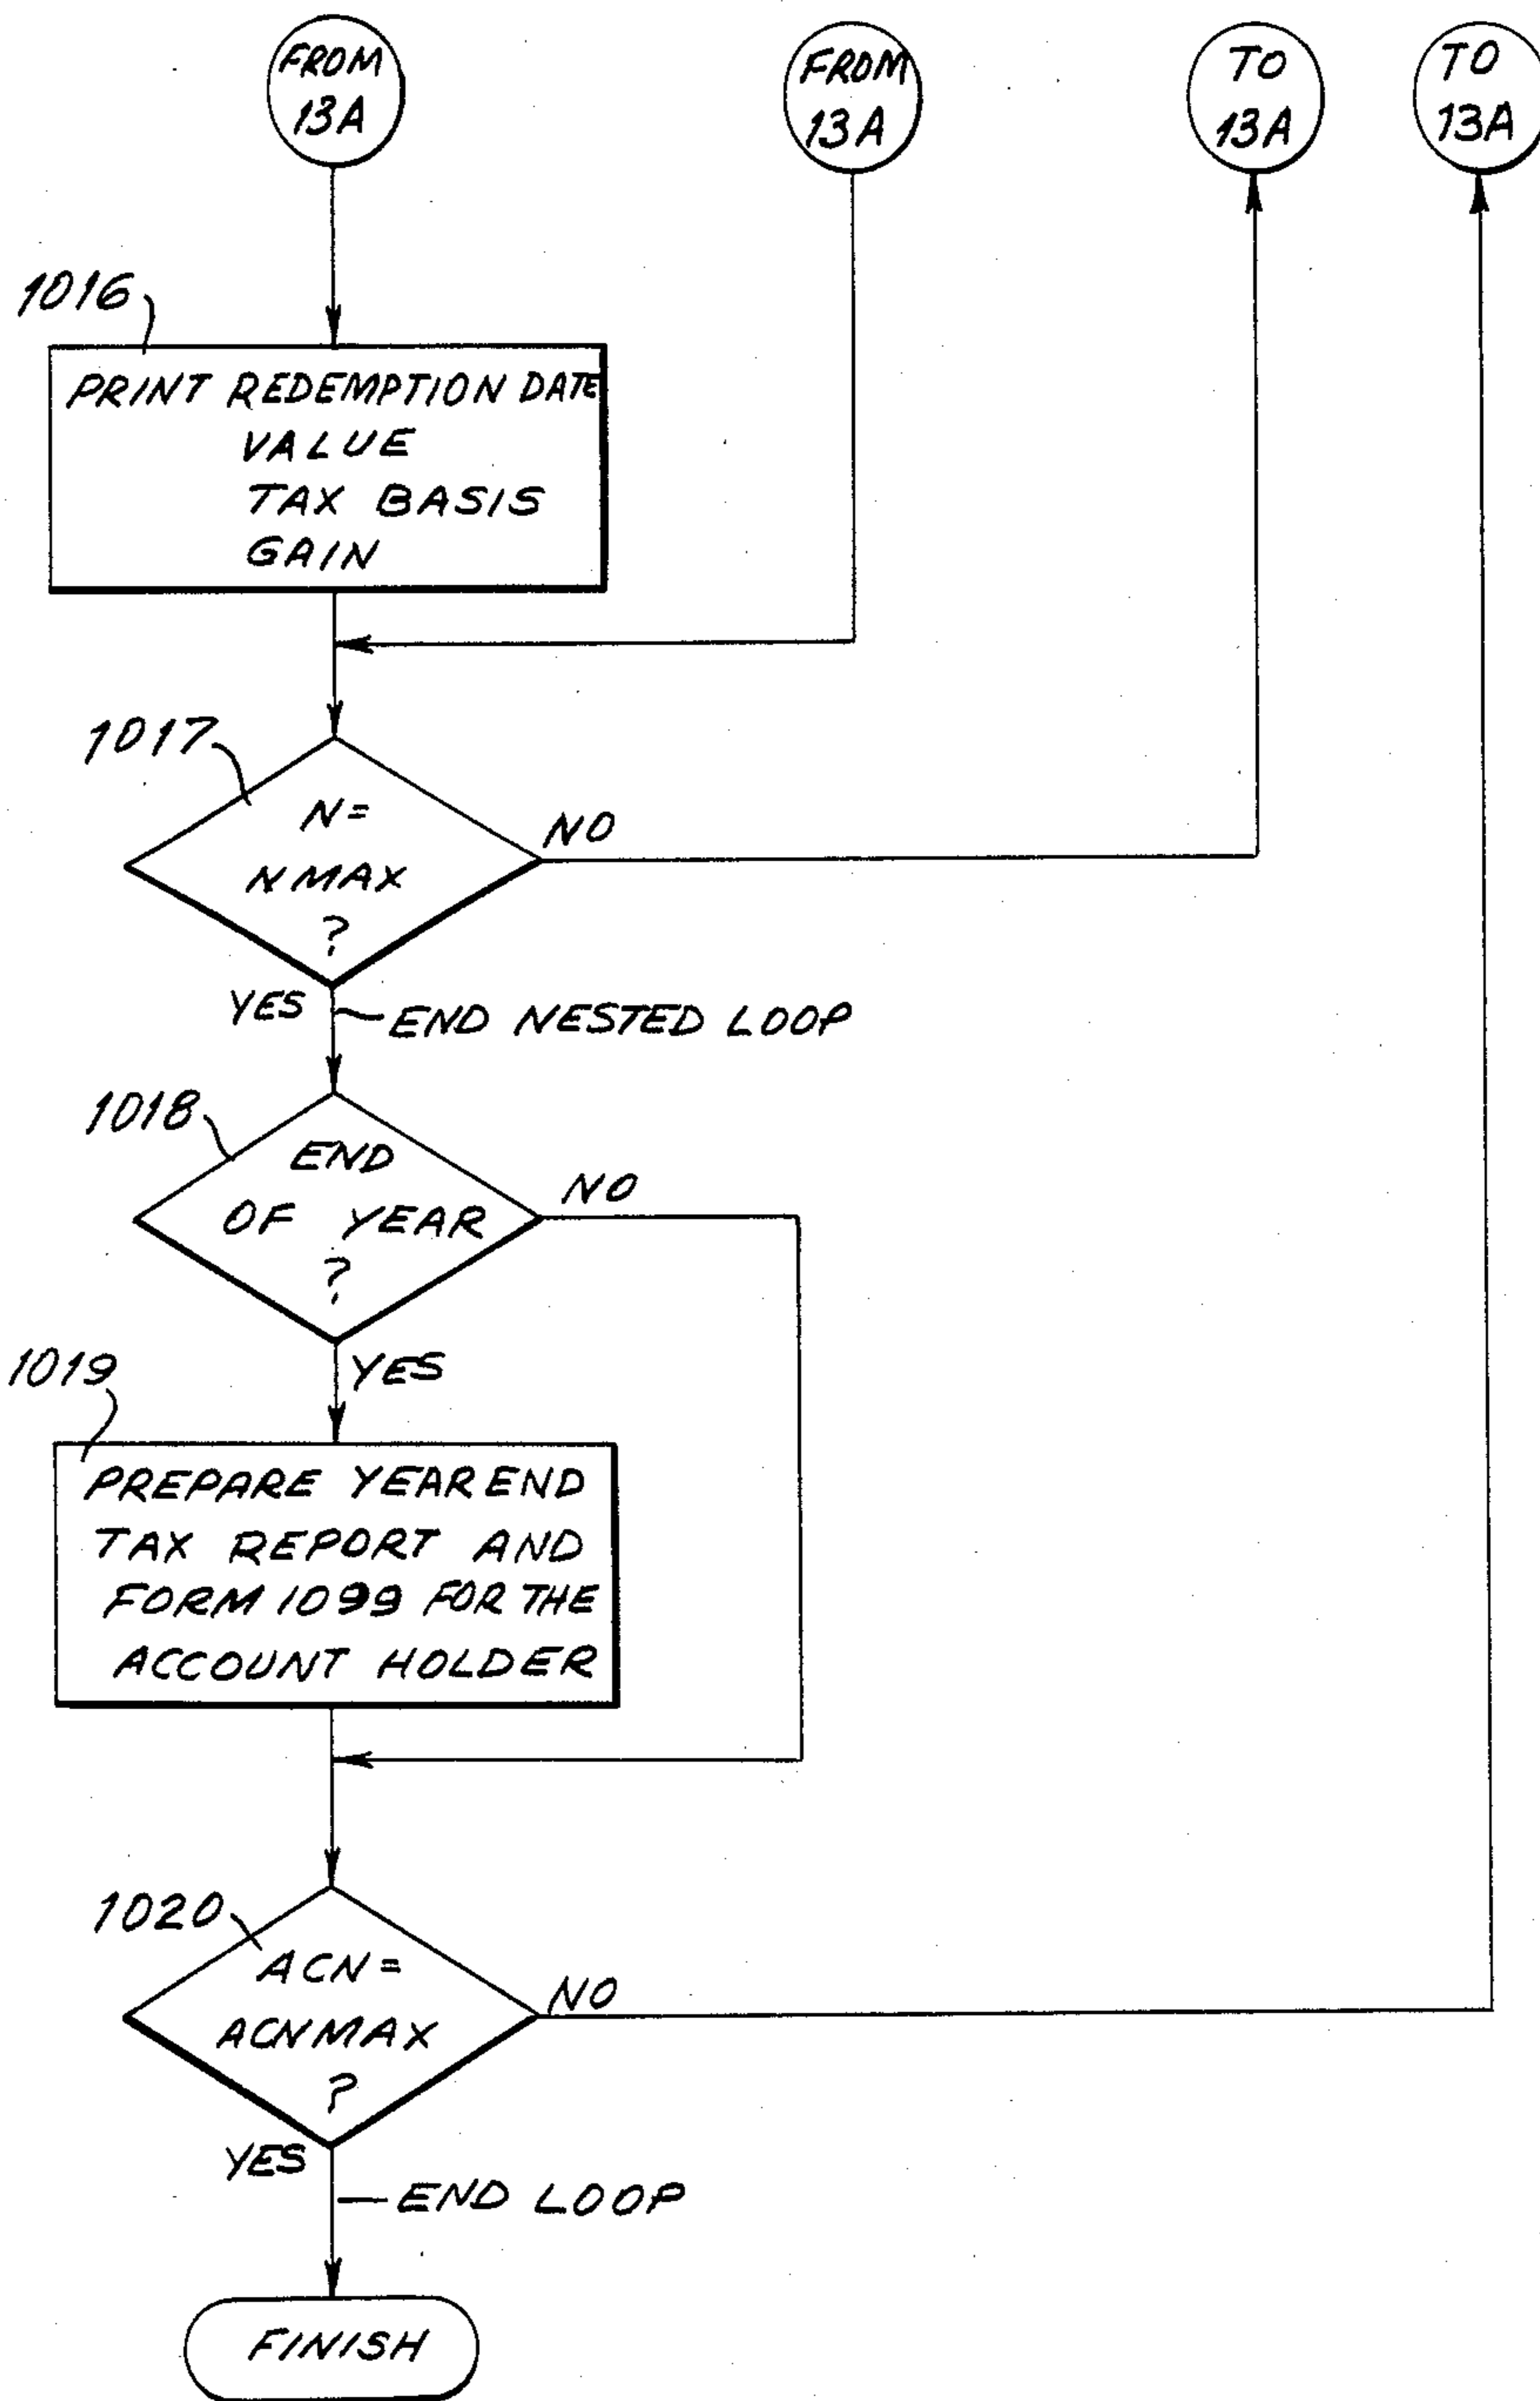 FROM
13A
FROM
13A
TO
13A
TO
13A
1016
PRINT REDEMPTION DATE
VALUE
TAX BASIS
GAIN
1017
N=
NMAX
?
NO
YES
END NESTED LOOP
1018
END
OF YEAR
?
NO
YES
1019
PREPARE YEAR END
TAX REPORT AND
FORM 1099 FOR THE
ACCOUNT HOLDER
1020
ACN=
ACNMAX
?
NO
YES
END LOOP
FINISH